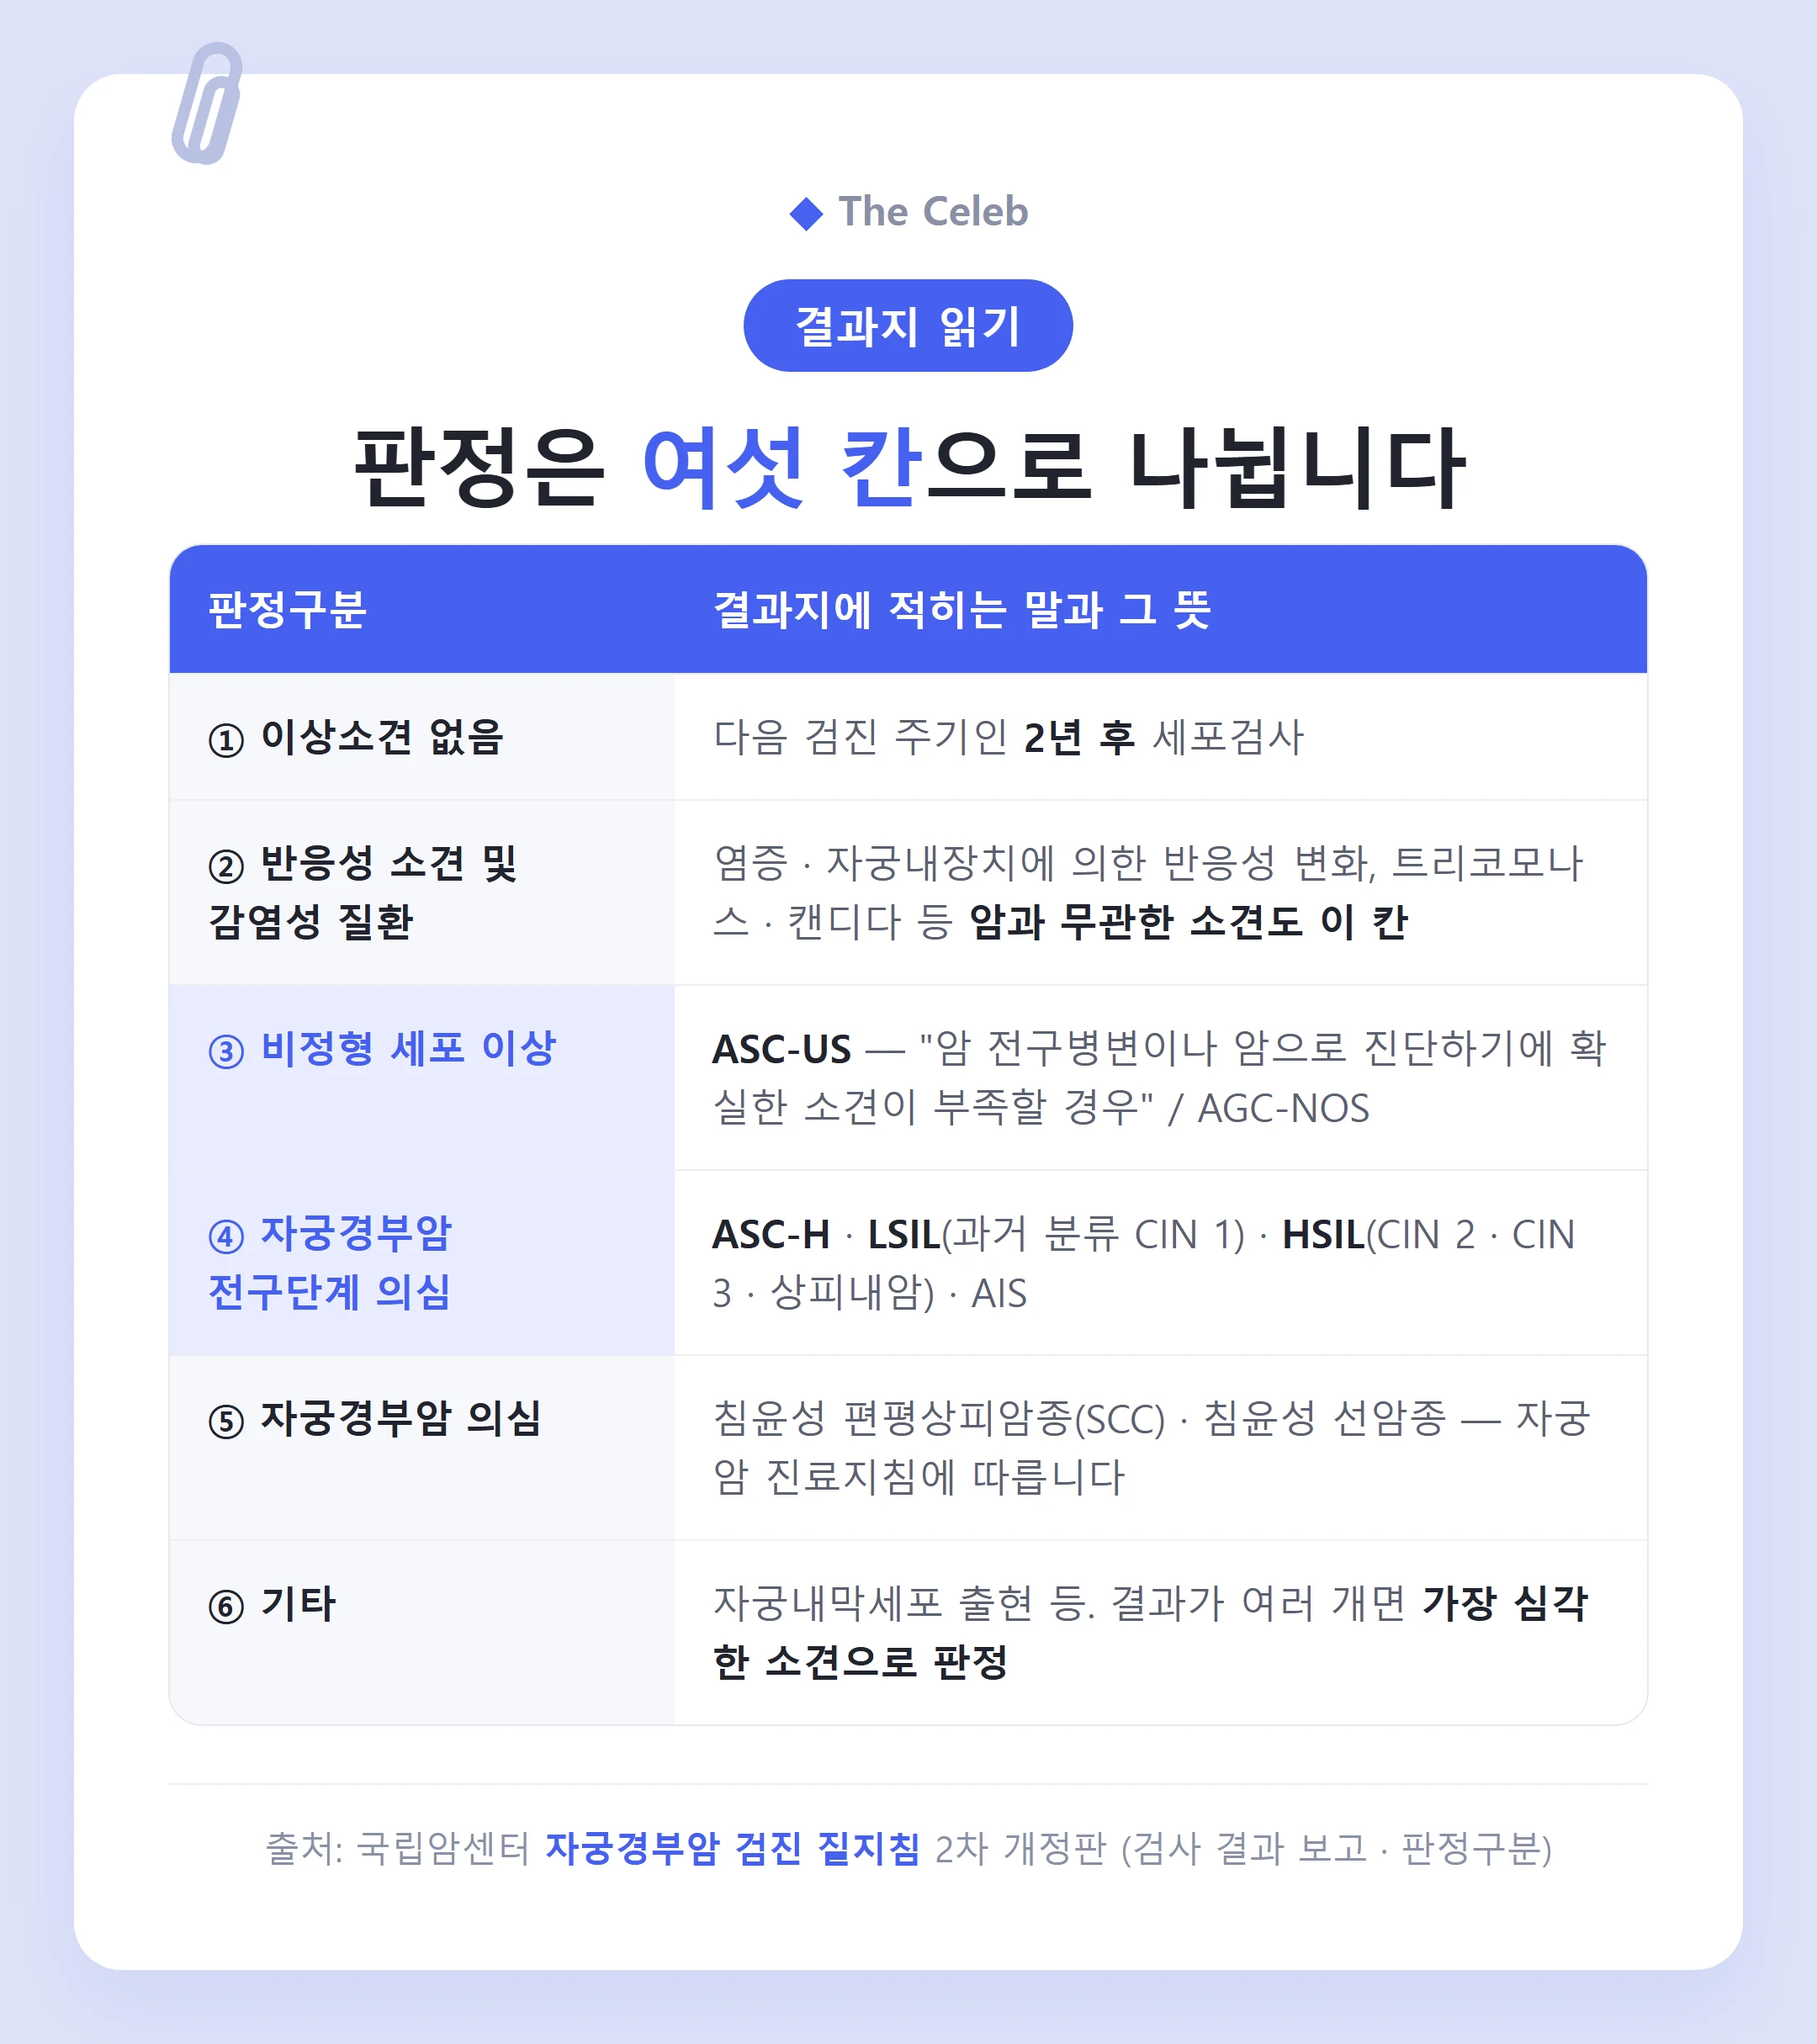 ◆ The Celeb
결과지 읽기
판정은 여섯 칸으로 나뉩니다
판정구분
결과지에 적히는 말과 그 뜻
① 이상소견 없음
다음 검진 주기인 2년 후 세포검사
② 반응성 소견 및
감염성 질환
염증 · 자궁내장치에 의한 반응성 변화, 트리코모나
스 · 캔디다 등 암과 무관한 소견도 이 칸
③ 비정형 세포 이상
ASC-US — "암 전구병변이나 암으로 진단하기에 확
실한 소견이 부족할 경우" / AGC-NOS
④ 자궁경부암
전구단계 의심
ASC-H · LSIL(과거 분류 CIN 1) · HSIL(CIN 2 · CIN
3 · 상피내암) · AIS
⑤ 자궁경부암 의심
침윤성 편평상피암종(SCC) · 침윤성 선암종 — 자궁
암 진료지침에 따릅니다
⑥ 기타
자궁내막세포 출현 등. 결과가 여러 개면 가장 심각
한 소견으로 판정
출처: 국립암센터 자궁경부암 검진 질지침 2차 개정판 (검사 결과 보고 · 판정구분)